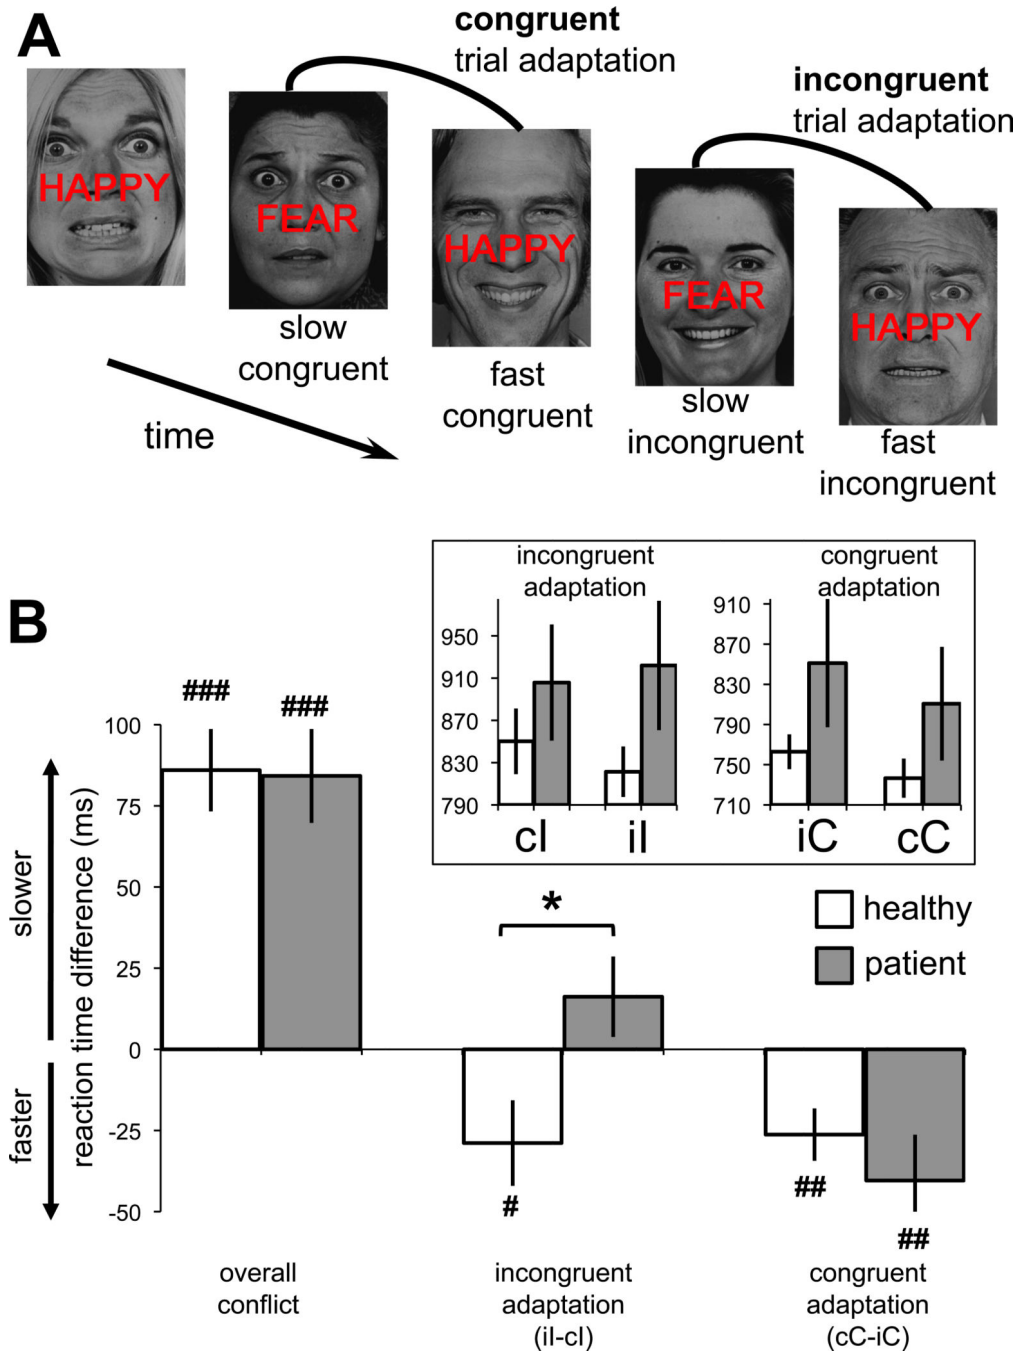 A
congruent
trial adaptation
incongruent
trial adaptation
HAPPY
FEAR
HAPPY
FEAR
HAPPY
slow
congruent
fast
congruent
slow
incongruent
fast
incongruent
time
B
incongruent
adaptation
950
910
870
830
790
cI
iI
congruent
adaptation
910
870
830
790
750
710
iC
cC
###
###
100
75
50
25
0
-25
-50
slower
faster
reaction time difference (ms)
*
healthy
patient
#
##
##
overall
conflict
incongruent
adaptation
(iI-cI)
congruent
adaptation
(cC-iC)